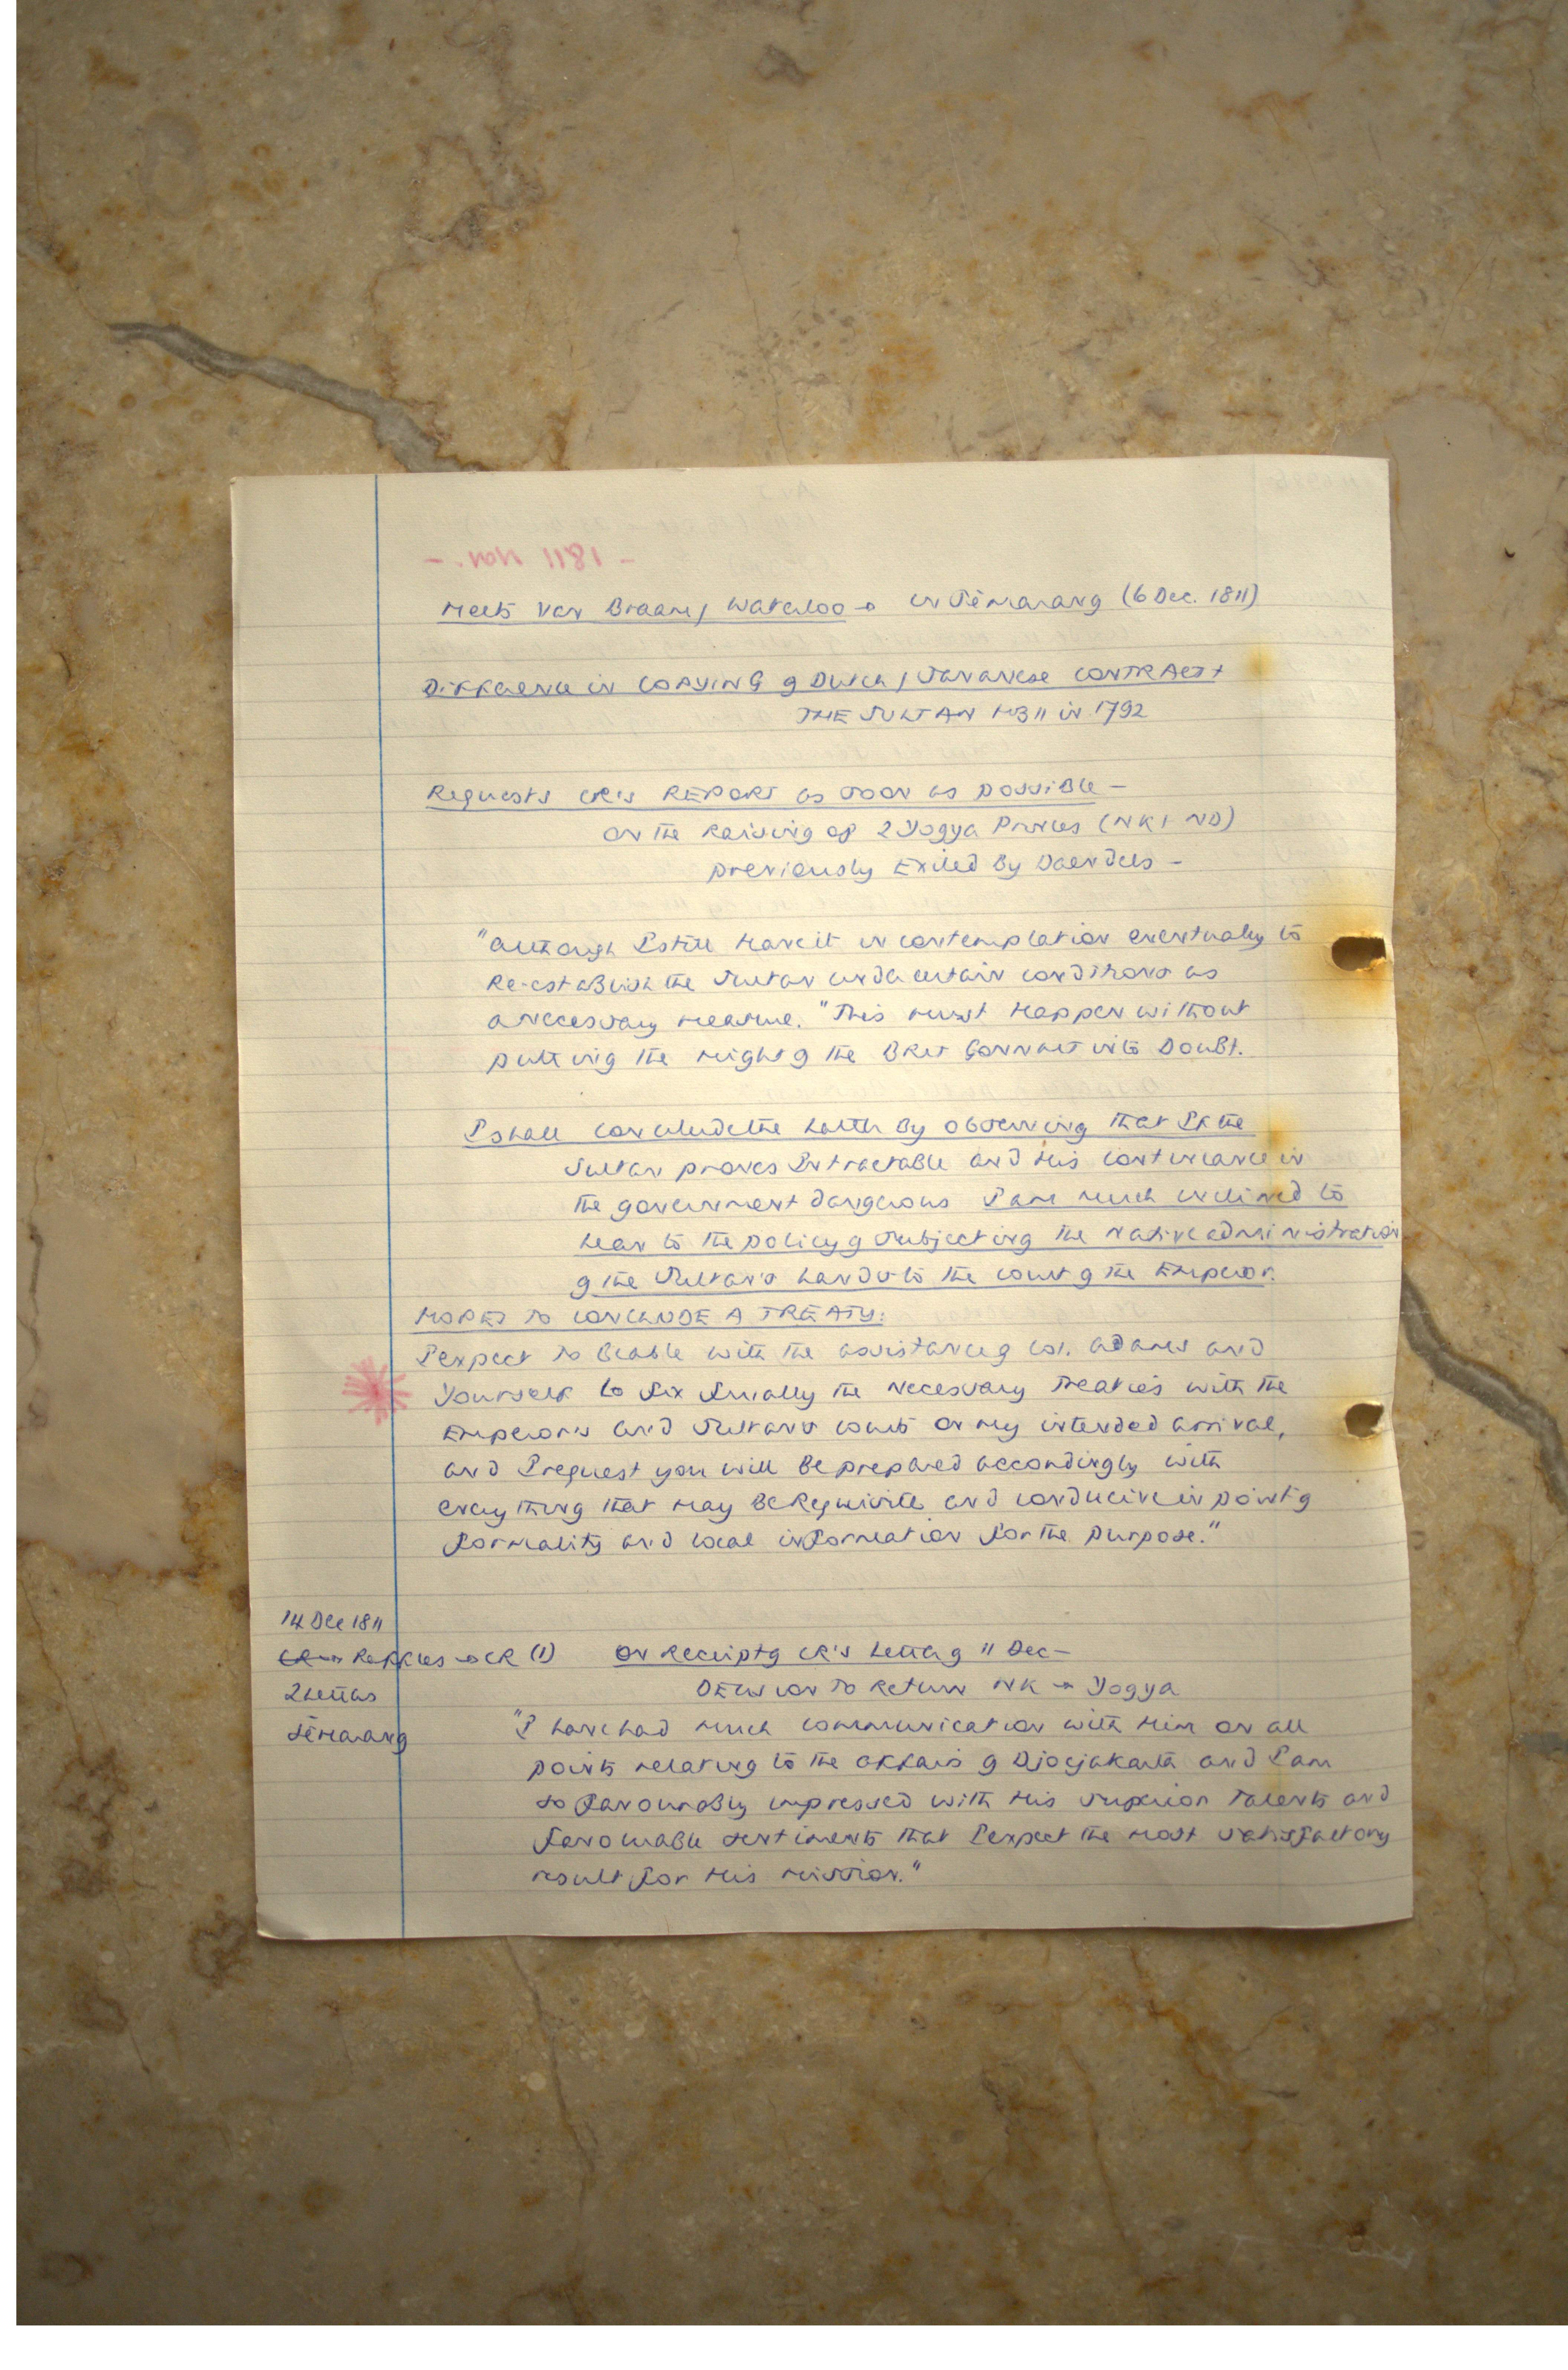 Meets Van Braam / Waterloo → in Sĕmarang (6 Dec. 1811)
Difference in COPYING of Dutch / Javanese CONTRACT +
THE SULTAN HB II in 1792
Requests CR's REPORT as soon as possible –
on the raising of 2 Yogya Princes (NK + ND)
previously Exiled By Daendels –
"although I still have it in contemplation eventually to
Re-establish the Sultan under certain conditions as
a necessary measure." This must Happen without
putting the might of the Brit Govnmet into Doubt.
I shall conclude the letter By observing that If the
Sultan proves Intractable and His continuance in
the government dangerous I am much inclined to
lean to the policy of subjecting the native administration
of the Sultan's lands to the court of the Emperor.
HOPES TO CONCLUDE A TREATY:
I expect to be able with the assistance of Col. Adams and
Yourself to fix finally the necessary Treaties with the
Emperor's and Sultans courts on my intended arrival,
and I request you will Be prepared accordingly with
every thing that may Be Requisite and conducive in point of
formality and local information for the purpose."
14 Dec 1811
CR → Raffles → CR (1) On Receipt of CR's Letter of 11 Dec –
2 letters Decision to Return NK → Yogya
Sĕmarang "I have had much communication with Him on all
points relating to the affairs of Djocjakarta and I am
so favourably impressed with His superior Talents and
favourable sentiments that I expect the most satisfactory
result for His mission."